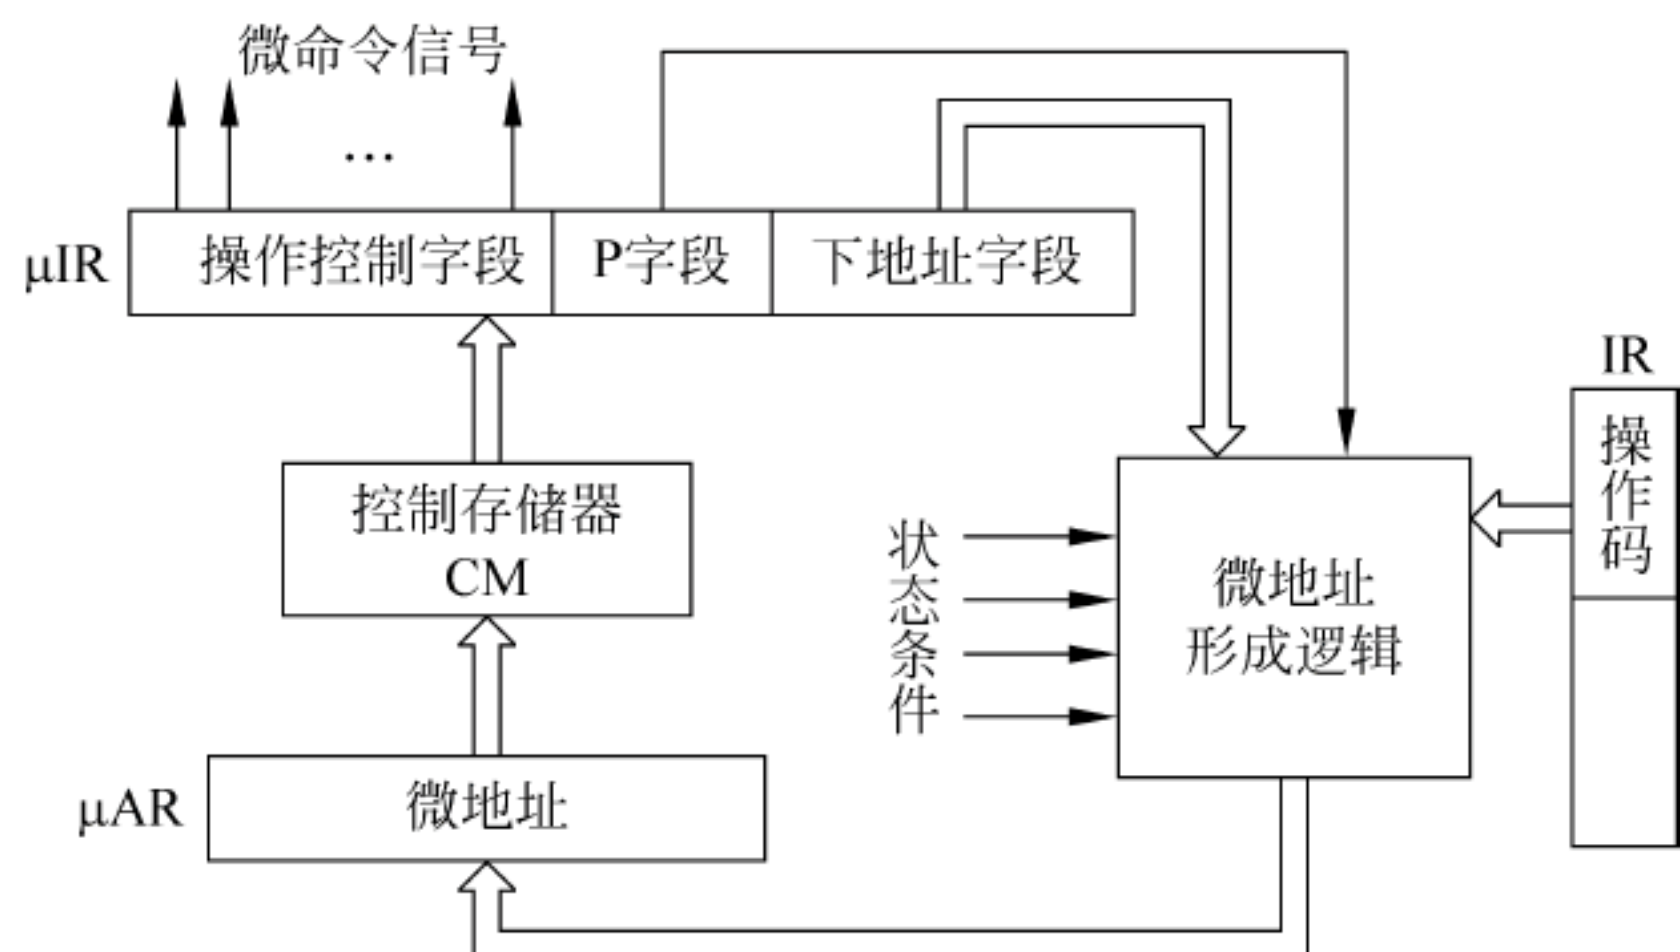 微命令信号
…
μIR
操作控制字段
P字段
下地址字段
IR
操作码
控制存储器
CM
状态条件
微地址
形成逻辑
μAR
微地址